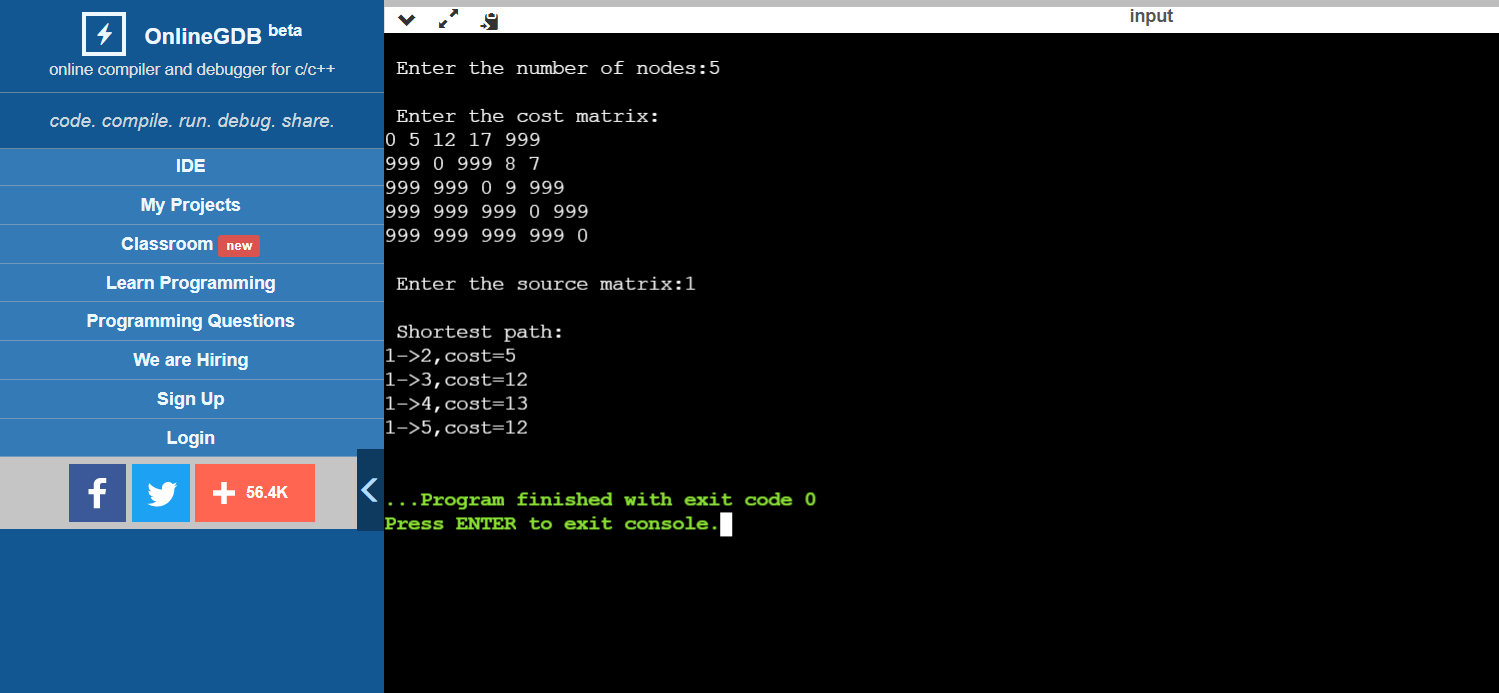 OnlineGDB beta
online compiler and debugger for c/c++
code. compile. run. debug. share.
IDE
My Projects
Classroom new
Learn Programming
Programming Questions
We are Hiring
Sign Up
Login
56.4K
input
Enter the number of nodes:5
Enter the cost matrix:
0 5 12 17 999
999 0 999 8 7
999 999 0 9 999
999 999 999 0 999
999 999 999 999 0
Enter the source matrix:1
Shortest path:
1->2,cost=5
1->3,cost=12
1->4,cost=13
1->5,cost=12
...Program finished with exit code 0
Press ENTER to exit console.